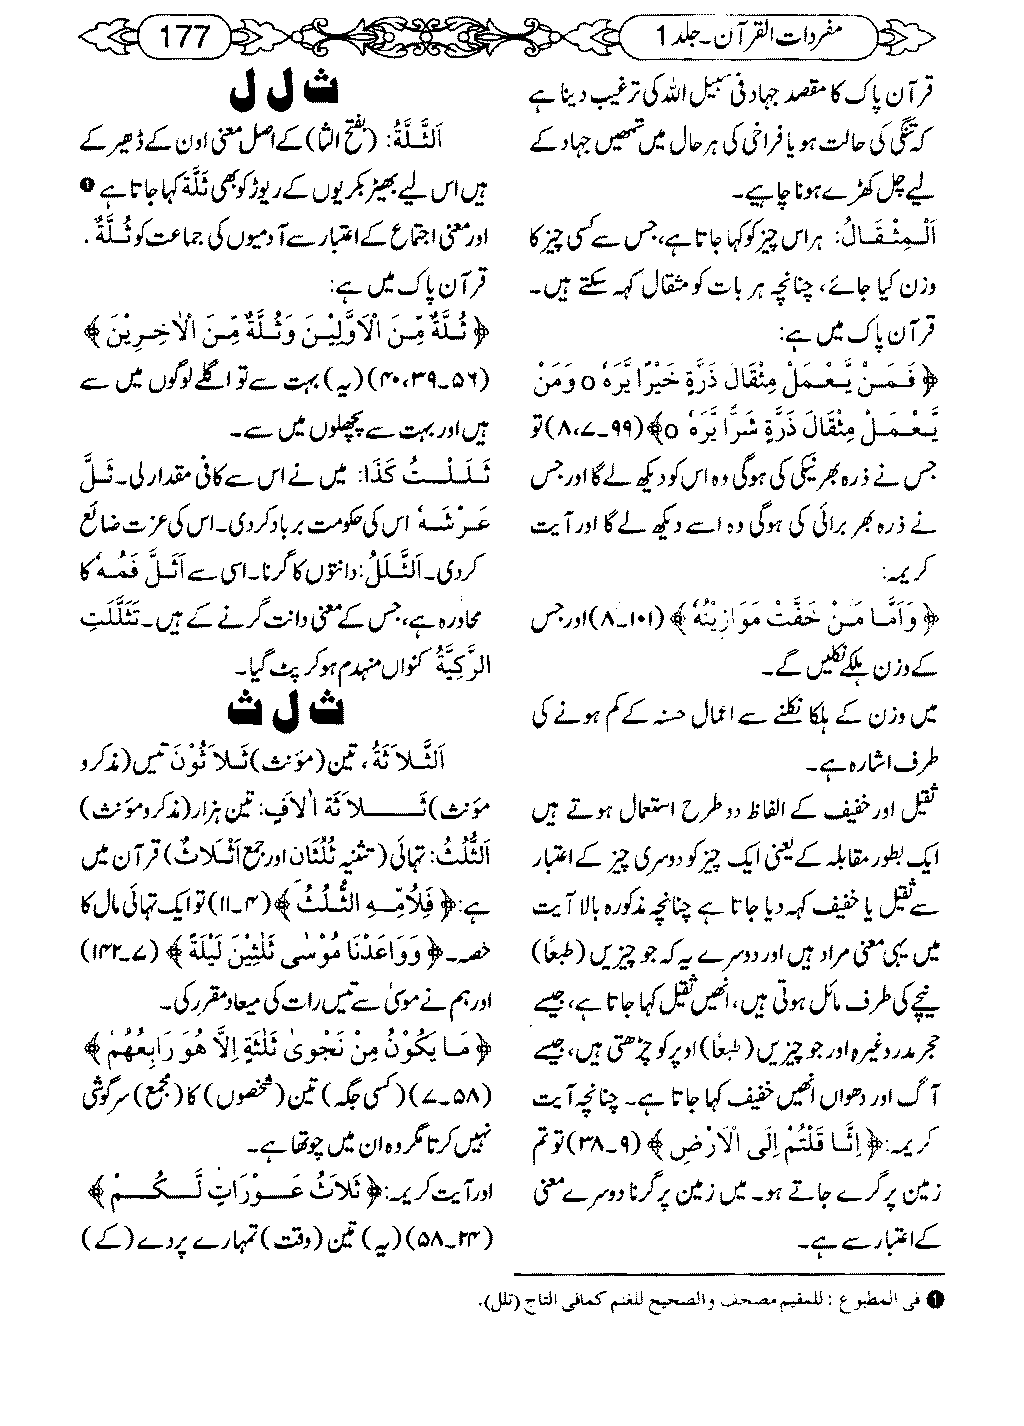 مفردات القرآن۔جلد 1
177
قرآن پاک کا مقصد جہاد فی سبیل اللہ کی ترغیب دینا ہے
کہ تنگی کی حالت ہو یا فراخی کی ہر حال میں تمھیں جہاد کے
لیے چل کھڑے ہونا چاہیے۔
اَلْمِثْقَالُ: ہر اس چیز کو کہا جاتا ہے، جس سے کسی چیز کا
وزن کیا جائے، چنانچہ ہر باٹ کو مثقال کہہ سکتے ہیں۔
قرآن پاک میں ہے:
﴿فَمَنْ یَّعْمَلْ مِثْقَالَ ذَرَّةٍ خَیْرًا یَّرَهٗ o وَمَنْ
یَّعْمَلْ مِثْقَالَ ذَرَّةٍ شَرًّا یَّرَهٗ o﴾ (۹۹۔۷،۸) تو
جس نے ذرہ بھر نیکی کی ہوگی وہ اس کو دیکھ لے گا اور جس
نے ذرہ بھر برائی کی ہوگی وہ اسے دیکھ لے گا اور آیت
کریمہ:
﴿وَاَمَّا مَنْ خَفَّتْ مَوَازِیْنُهٗ﴾ (۱۰۱۔۸) اور جس
کے وزن ہلکے نکلیں گے۔
میں وزن کے ہلکا نکلنے سے اعمال حسنہ کے کم ہونے کی
طرف اشارہ ہے۔
ثقیل اور خفیف کے الفاظ دو طرح استعمال ہوتے ہیں
ایک بطور مقابلہ کے یعنی ایک چیز کو دوسری چیز کے اعتبار
سے ثقیل یا خفیف کہہ دیا جاتا ہے چنانچہ مذکورہ بالا آیت
میں یہی معنی مراد ہیں اور دوسرے یہ کہ جو چیزیں (طبعًا)
نیچے کی طرف مائل ہوتی ہیں، انھیں ثقیل کہا جاتا ہے، جیسے
حجر مدر وغیرہ اور جو چیزیں (طبعًا) اوپر کو چڑھتی ہیں، جیسے
آگ اور دھواں انھیں خفیف کہا جاتا ہے۔ چنانچہ آیت
کریمہ: ﴿اِثَّا قَلْتُمْ اِلَی الْاَرْضِ﴾ (۹۔۳۸) تو تم
زمین پر گرے جاتے ہو۔ میں زمین پر گرنا دوسرے معنی
کے اعتبار سے ہے۔
ث ل ل
اَلثَّلَّةُ: (بفتح الثا) کے اصل معنی اون کے ڈھیر کے
ہیں اس لیے بھیڑ بکریوں کے ریوڑ کو بھی ثَلَّة کہا جاتا ہے ❶
اور معنی اجتماع کے اعتبار سے آدمیوں کی جماعت کو ثُلَّةٌ.
قرآن پاک میں ہے:
﴿ثُلَّةٌ مِّنَ الْاَوَّلِیْنَ وَثُلَّةٌ مِّنَ الْاٰخِرِیْنَ﴾
(۵۶۔۳۹،۴۰) (یہ) بہت سے تو اگلے لوگوں میں سے
ہیں اور بہت سے پچھلوں میں سے۔
ثَلَلْتُ کَذَا: میں نے اس سے کافی مقدار لی۔ ثَلَّ
عَرْشَهٗ اس کی حکومت برباد کردی۔ اس کی عزت ضائع
کردی۔ اَلثَّلَلُ: دانتوں کا گرنا۔ اسی سے اَثَلَّ فَمُهٗ کا
محاورہ ہے، جس کے معنی دانت گرنے کے ہیں۔ تَثَلَّلَتِ
الرَّکِیَّةُ کنواں منہدم ہوکر پٹ گیا۔
ث ل ث
اَلثَّلَاثَةُ، تین (مؤنث) ثَلَاثُوْنَ تیس (مذکرو
مؤنث) ثَلَاثَة اٰلَافٍ: تین ہزار (مذکر و مؤنث)
اَلثُّلُثُ: تہائی (تثنیہ ثُلُثَان اور جمع اَثْلَاثٌ) قرآن میں
ہے: ﴿فَلِاُمِّهِ الثُّلُثُ﴾ (۴۔۱۱) تو ایک تہائی مال کا
حصہ۔ ﴿وَوَاعَدْنَا مُوْسٰی ثَلٰثِیْنَ لَیْلَةً﴾ (۷۔۱۴۲)
اور ہم نے موسیٰ سے تیس رات کی میعاد مقرر کی۔
﴿مَا یَکُوْنُ مِنْ نَجْوٰی ثَلٰثَةٍ اِلَّا هُوَ رَابِعُهُمْ﴾
(۵۸۔۷) (کسی جگہ) تین (شخصوں) کا (مجمع) سرگوشی
نہیں کرتا مگر وہ ان میں چوتھا ہے۔
اور آیت کریمہ: ﴿ثَلَاثُ عَوْرَاتٍ لَّکُمْ﴾
(۲۴۔۵۸) (یہ) تین (وقت) تمہارے پردے (کے)
❶ فی المطبوع : للمقیم مصحف والصحیح للغنم کمافی التاج (ثلل).